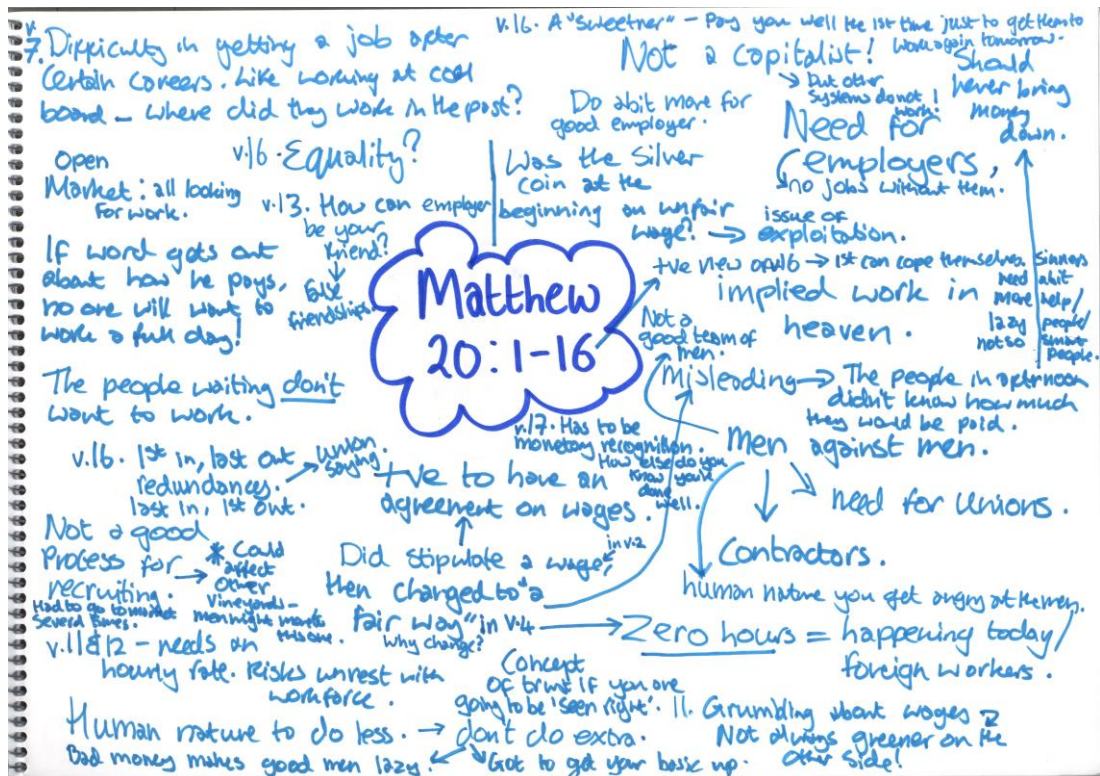 v.
7. Difficulty in getting a job after
certain careers. Like working at coal
board - where did they work in the past?
v.16. A "sweetner" - Pay you well the 1st time just to get them to
work again tomorrow.
Not a capitalist!
→ but other
systems do not
work!
Should
never bring
money
down.
Do abit more for
good employer.
Need for
employers,
↳ no jobs without them.
Open
Market: all looking
for work.
v.16. Equality?
Was the Silver
coin at the
beginning an unfair
wage? → issue of
exploitation.
v.13. How can employer
be your
friend?
↓
false
friendship.
If word gets out
about how he pays,
no one will want to
work a full day!
Matthew
20:1-16
+ve view → 1st can cope themselves.
implied work in
heaven.
sinners
need abit
more help/
lazy people/
not so smart
people.
Not a
good team of
men.
Misleading → The people in afternoon
didn't know how much
they would be paid.
The people waiting don't
want to work.
v.17. Has to be
monetary recognition.
How else do you
know you've
done
well.
men against men.
need for Unions.
Contractors.
human nature you get angry at the men.
v.16. 1st in, last out
redundances.
last in, 1st out.
→ union
saying.
+ve to have an
agreement on wages.
Did stipulate a wage,
in v.2
then changed to "a
fair way" in v.4
why change?
→ Zero hours = happening today/
foreign workers.
Not a good
Process for
recruiting.
Had to go to market
several times.
→ * Could
affect
other
vineyards -
men might move to
this one.
v.11 & 12 - needs an
hourly rate. Risks unrest with
workforce.
Concept
of trust if you are
going to be 'seen right'.
11. Grumbling about wages
Not always greener on the
other side!
Human nature to do less. → don't do extra.
Bad money makes good men lazy.
Got to get your basic up.